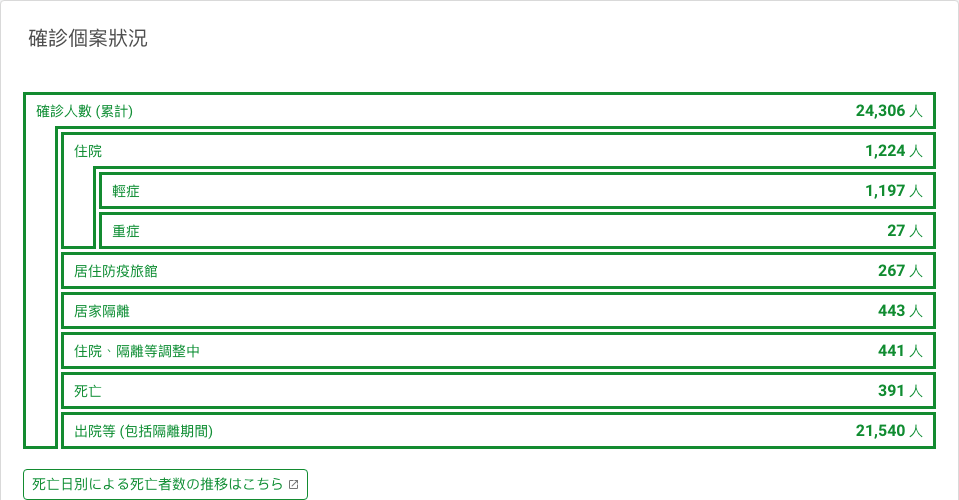 確診個案狀況
確診人數 (累計) 24,306 人
住院 1,224 人
輕症 1,197 人
重症 27 人
居住防疫旅館 267 人
居家隔離 443 人
住院、隔離等調整中 441 人
死亡 391 人
出院等 (包括隔離期間) 21,540 人
死亡日別による死亡者数の推移はこちら